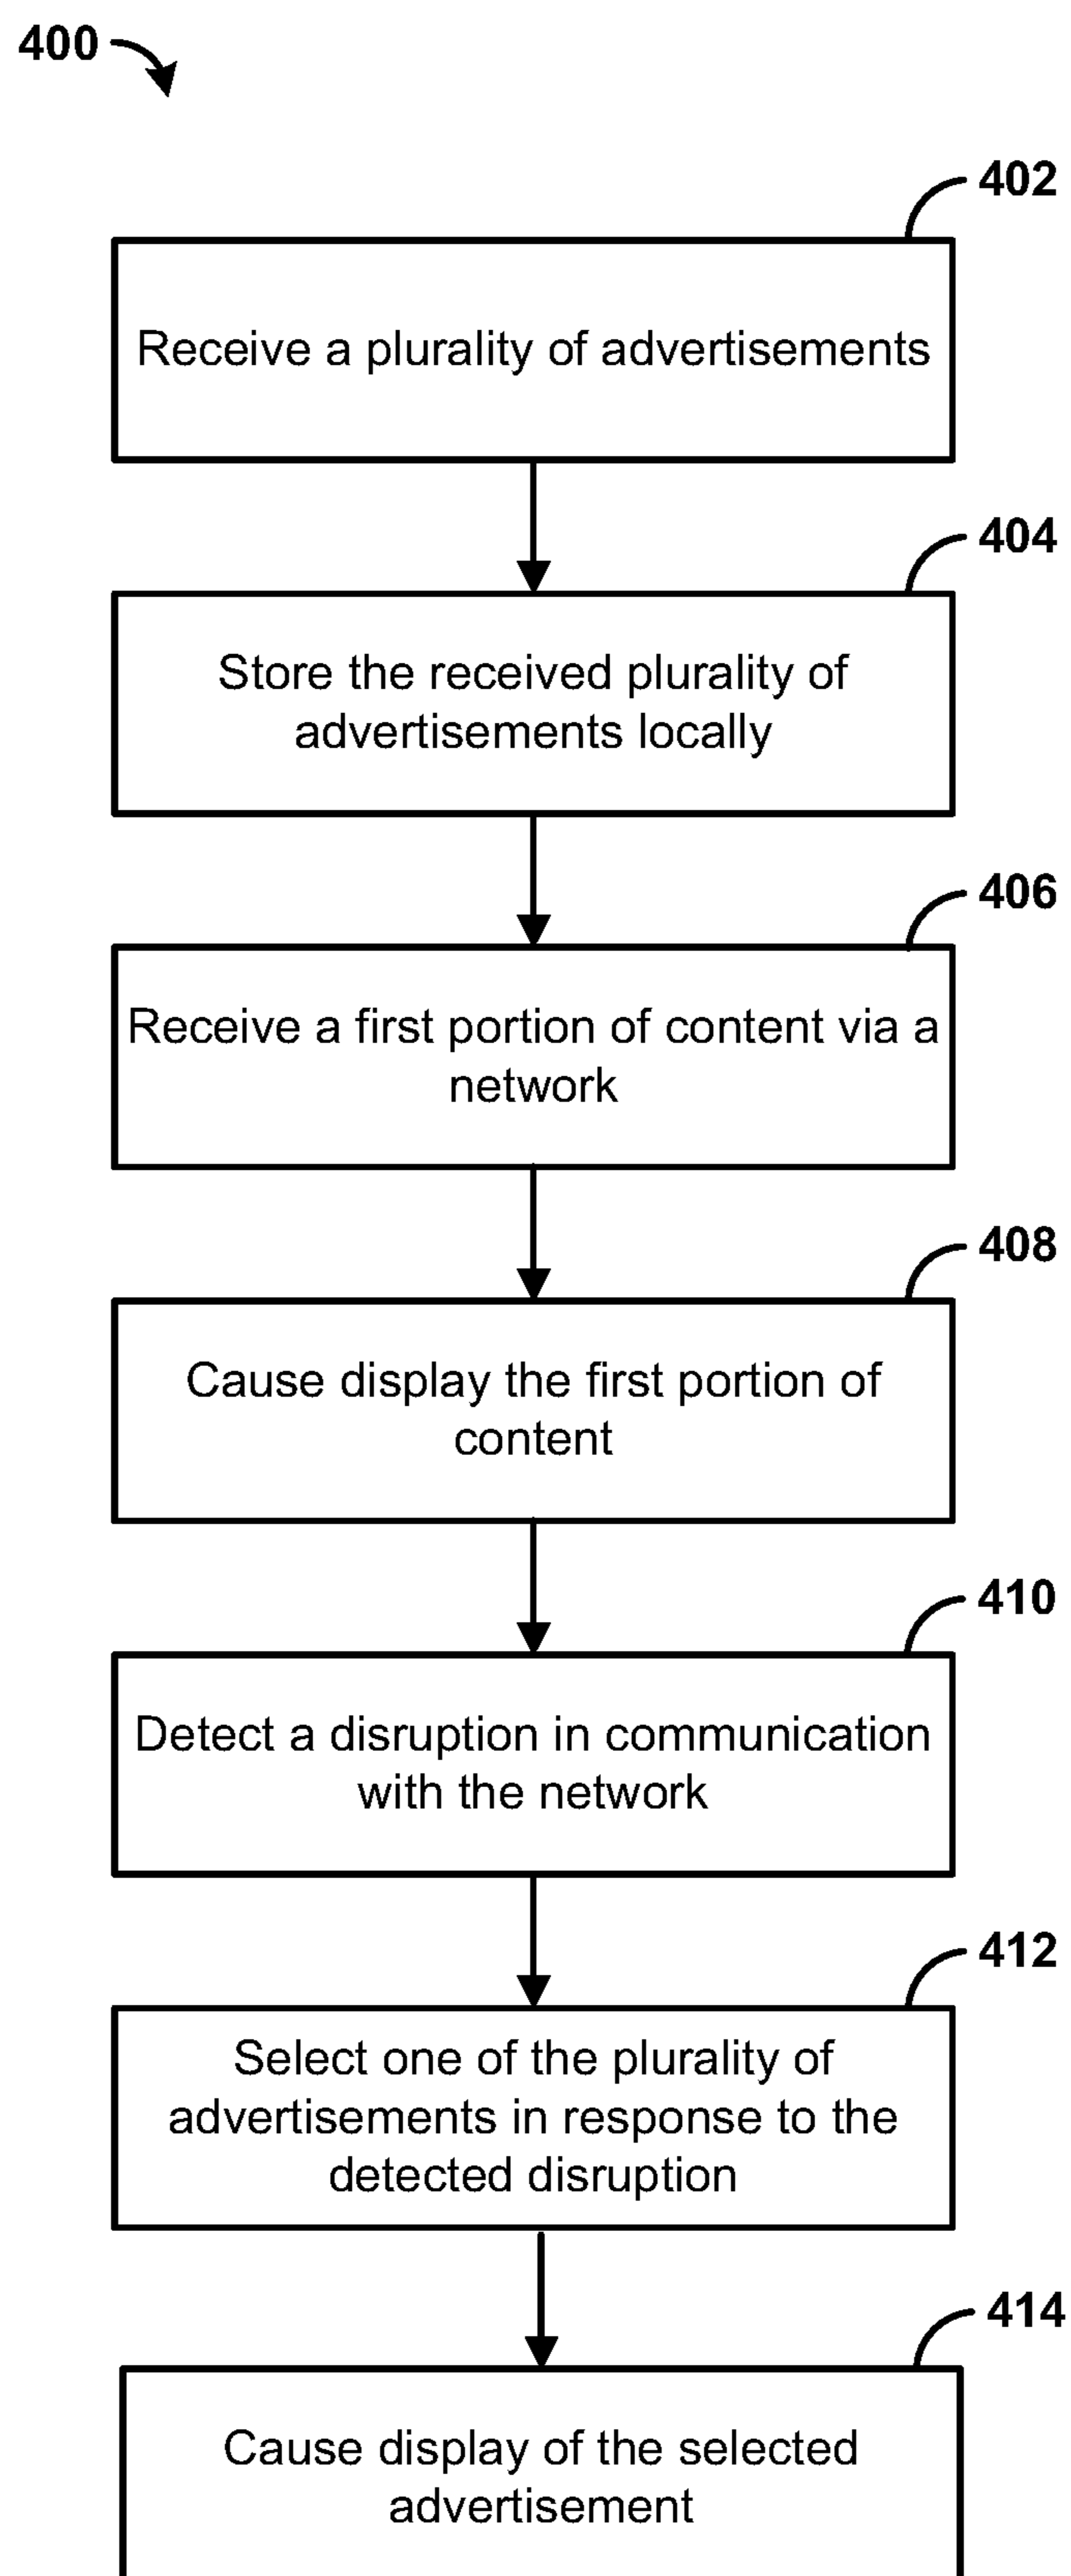 400
402
Receive a plurality of advertisements
404
Store the received plurality of
advertisements locally
406
Receive a first portion of content via a
network
408
Cause display the first portion of
content
410
Detect a disruption in communication
with the network
412
Select one of the plurality of
advertisements in response to the
detected disruption
414
Cause display of the selected
advertisement